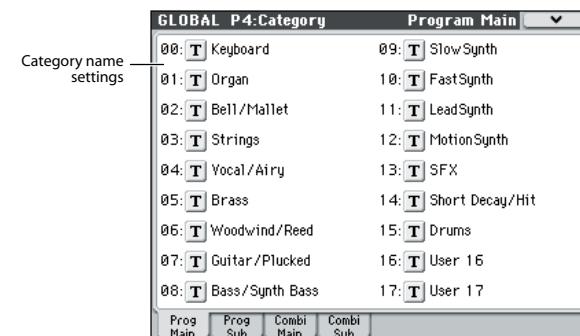 GLOBAL P4:Category Program Main
Category name
settings
00: T Keyboard
01: T Organ
02: T Bell/Mallet
03: T Strings
04: T Vocal/Airy
05: T Brass
06: T Woodwind/Reed
07: T Guitar/Plucked
08: T Bass/Synth Bass
09: T SlowSynth
10: T FastSynth
11: T LeadSynth
12: T MotionSynth
13: T SFX
14: T Short Decay/Hit
15: T Drums
16: T User 16
17: T User 17
Prog Main
Prog Sub
Combi Main
Combi Sub